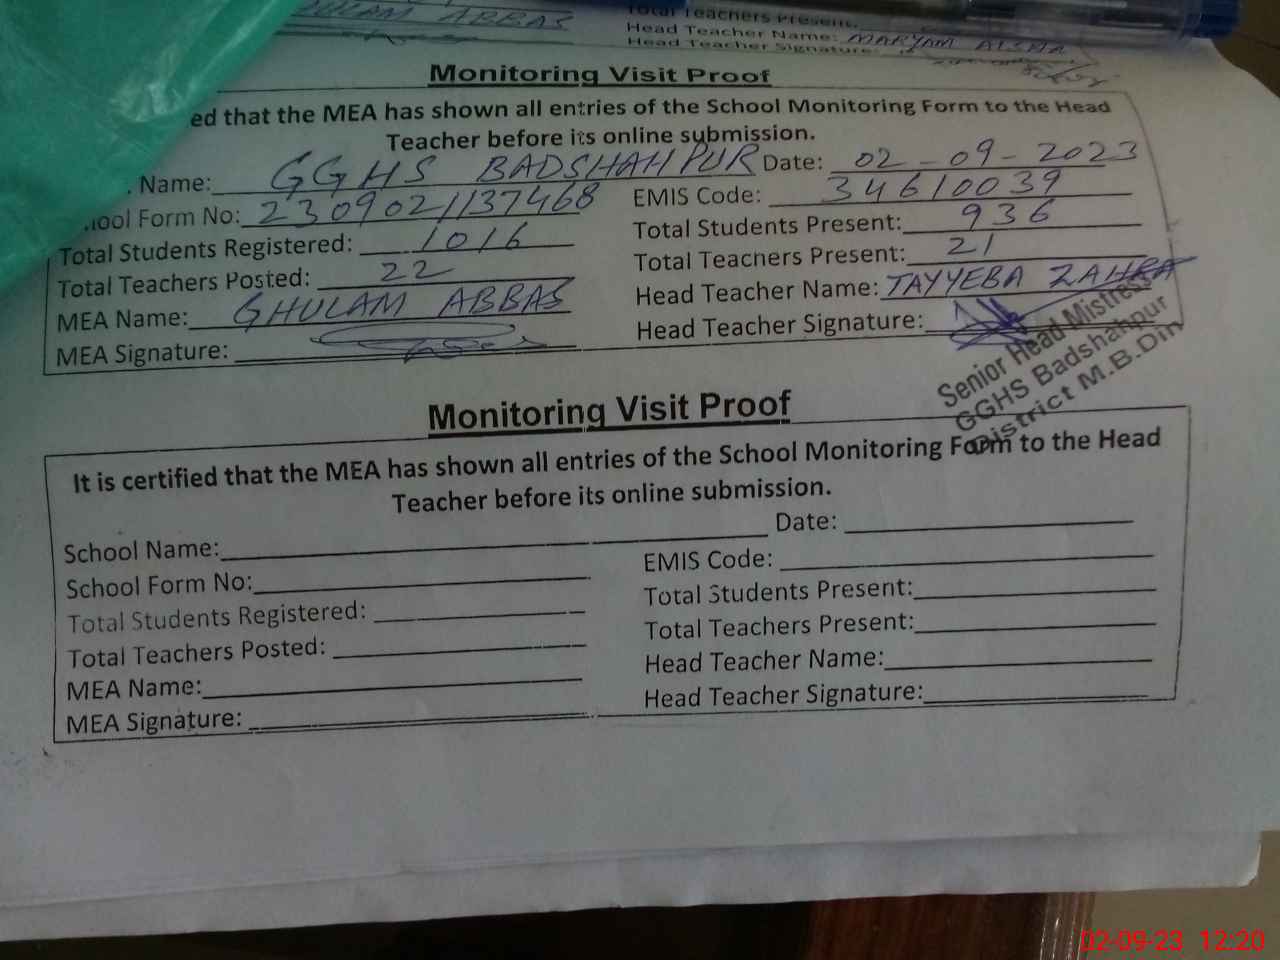 GHULAM ABBAS
Total Teachers Present:
Head Teacher Name: MARYAM
Head Teacher Signature:
Monitoring Visit Proof
ed that the MEA has shown all entries of the School Monitoring Form to the Head
Teacher before its online submission.
Name: GGHS BADSHAHPUR Date: 02-09-2023
ool Form No: 2309021137468 EMIS Code: 34610039
Total Students Registered: 1016 Total Students Present: 936
Total Teachers Posted: 22 Total Teachers Present: 21
MEA Name: GHULAM ABBAS Head Teacher Name: TAYYEBA ZAHRA
MEA Signature: Head Teacher Signature:
Senior Head Mistress
GGHS Badshahpur
District M.B.Din
Monitoring Visit Proof
It is certified that the MEA has shown all entries of the School Monitoring Form to the Head
Teacher before its online submission.
School Name: Date:
School Form No: EMIS Code:
Total Students Registered: Total Students Present:
Total Teachers Posted: Total Teachers Present:
MEA Name: Head Teacher Name:
MEA Signature: Head Teacher Signature:
02-09-23 12:20